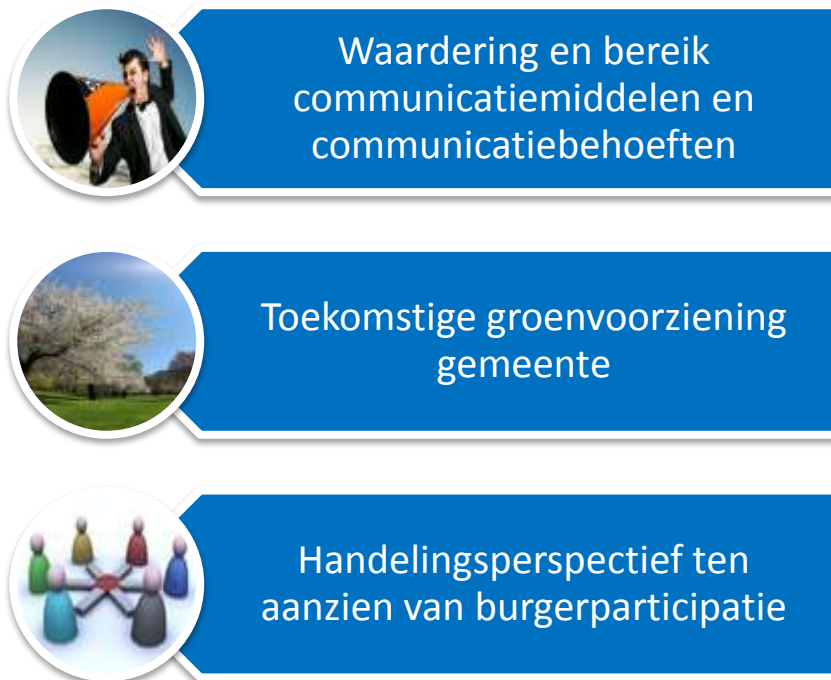 Waardering en bereik
communicatiemiddelen en
communicatiebehoeften
Toekomstige groenvoorziening
gemeente
Handelingsperspectief ten
aanzien van burgerparticipatie